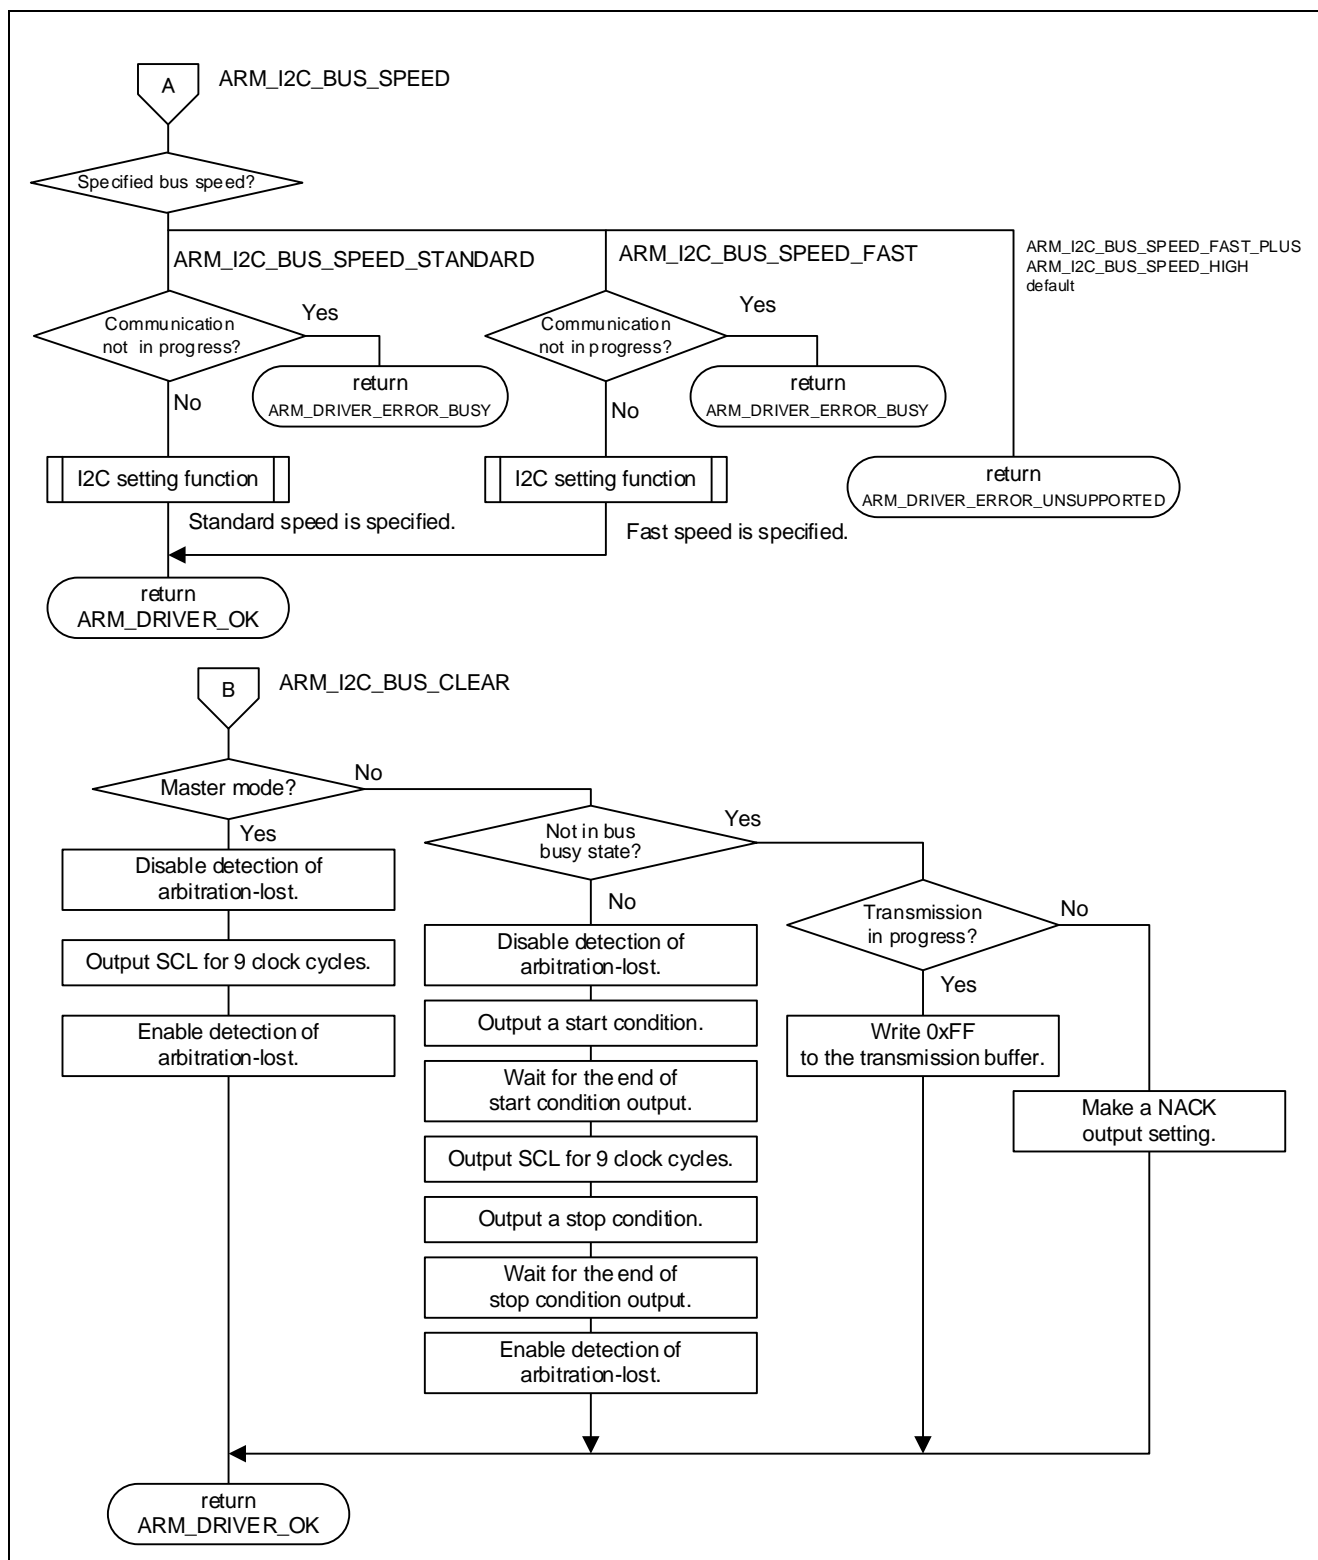 A
ARM_I2C_BUS_SPEED
Specified bus speed?
ARM_I2C_BUS_SPEED_STANDARD
ARM_I2C_BUS_SPEED_FAST
ARM_I2C_BUS_SPEED_FAST_PLUS
ARM_I2C_BUS_SPEED_HIGH
default
Communication
not in progress?
Yes
return
ARM_DRIVER_ERROR_BUSY
No
Communication
not in progress?
Yes
return
ARM_DRIVER_ERROR_BUSY
No
I2C setting function
I2C setting function
return
ARM_DRIVER_ERROR_UNSUPPORTED
Standard speed is specified.
Fast speed is specified.
return
ARM_DRIVER_OK
B
ARM_I2C_BUS_CLEAR
Master mode?
No
Yes
Disable detection of
arbitration-lost.
Output SCL for 9 clock cycles.
Enable detection of
arbitration-lost.
Not in bus
busy state?
Yes
No
Disable detection of
arbitration-lost.
Output a start condition.
Wait for the end of
start condition output.
Output SCL for 9 clock cycles.
Output a stop condition.
Wait for the end of
stop condition output.
Enable detection of
arbitration-lost.
Transmission
in progress?
No
Yes
Write 0xFF
to the transmission buffer.
Make a NACK
output setting.
return
ARM_DRIVER_OK